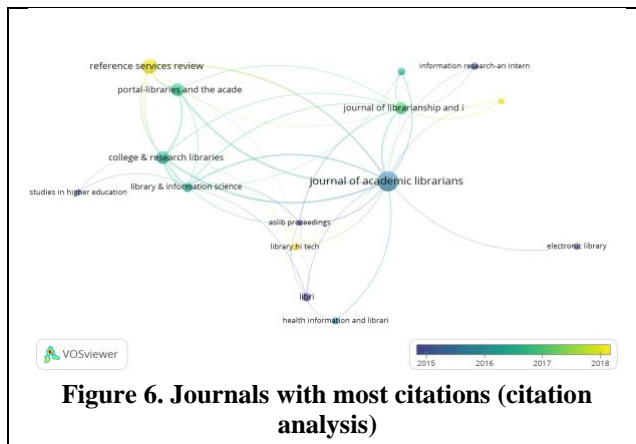 reference services review
information research-an intern
portal-libraries and the acade
journal of librarianship and i
college & research libraries
journal of academic librarians
library & information science
studies in higher education
aslib proceedings
library hi tech
electronic library
libri
health information and librari
VOSviewer
2015 2016 2017 2018
Figure 6. Journals with most citations (citation
analysis)